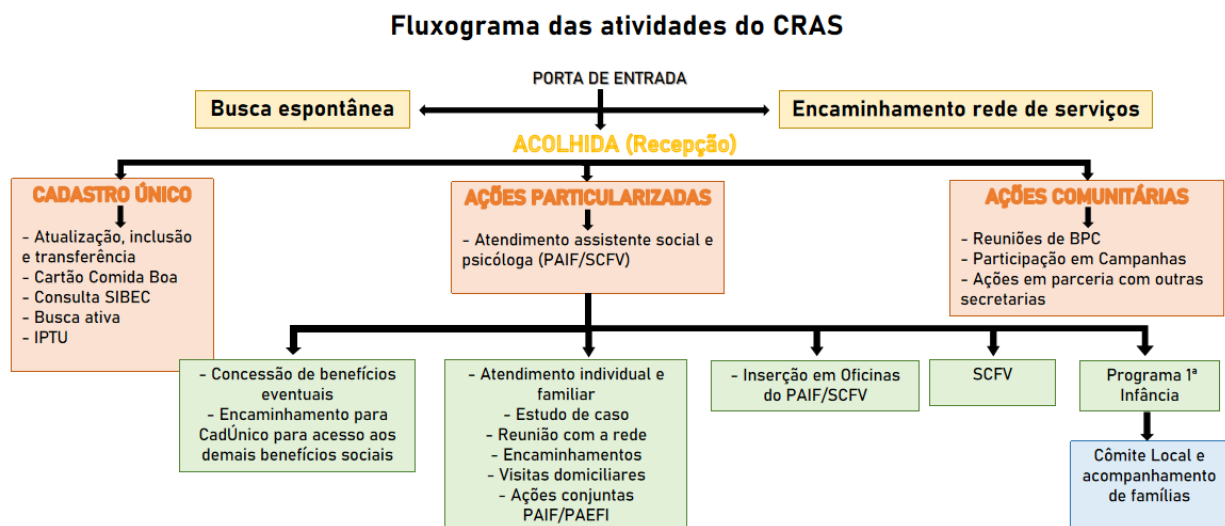 Fluxograma das atividades do CRAS
PORTA DE ENTRADA
Busca espontânea
Encaminhamento rede de serviços
ACOLHIDA (Recepção)
CADASTRO ÚNICO
- Atualização, inclusão
e transferência
- Cartão Comida Boa
- Consulta SIBEC
- Busca ativa
- IPTU
AÇÕES PARTICULARIZADAS
- Atendimento assistente social e
psicóloga (PAIF/SCFV)
AÇÕES COMUNITÁRIAS
- Reuniões de BPC
- Participação em Campanhas
- Ações em parceria com outras
secretarias
- Concessão de benefícios
eventuais
- Encaminhamento para
CadÚnico para acesso aos
demais benefícios sociais
- Atendimento individual e
familiar
- Estudo de caso
- Reunião com a rede
- Encaminhamentos
- Visitas domiciliares
- Ações conjuntas
PAIF/PAEFI
- Inserção em Oficinas
do PAIF/SCFV
SCFV
Programa 1ª
Infância
Cômite Local e
acompanhamento
de famílias